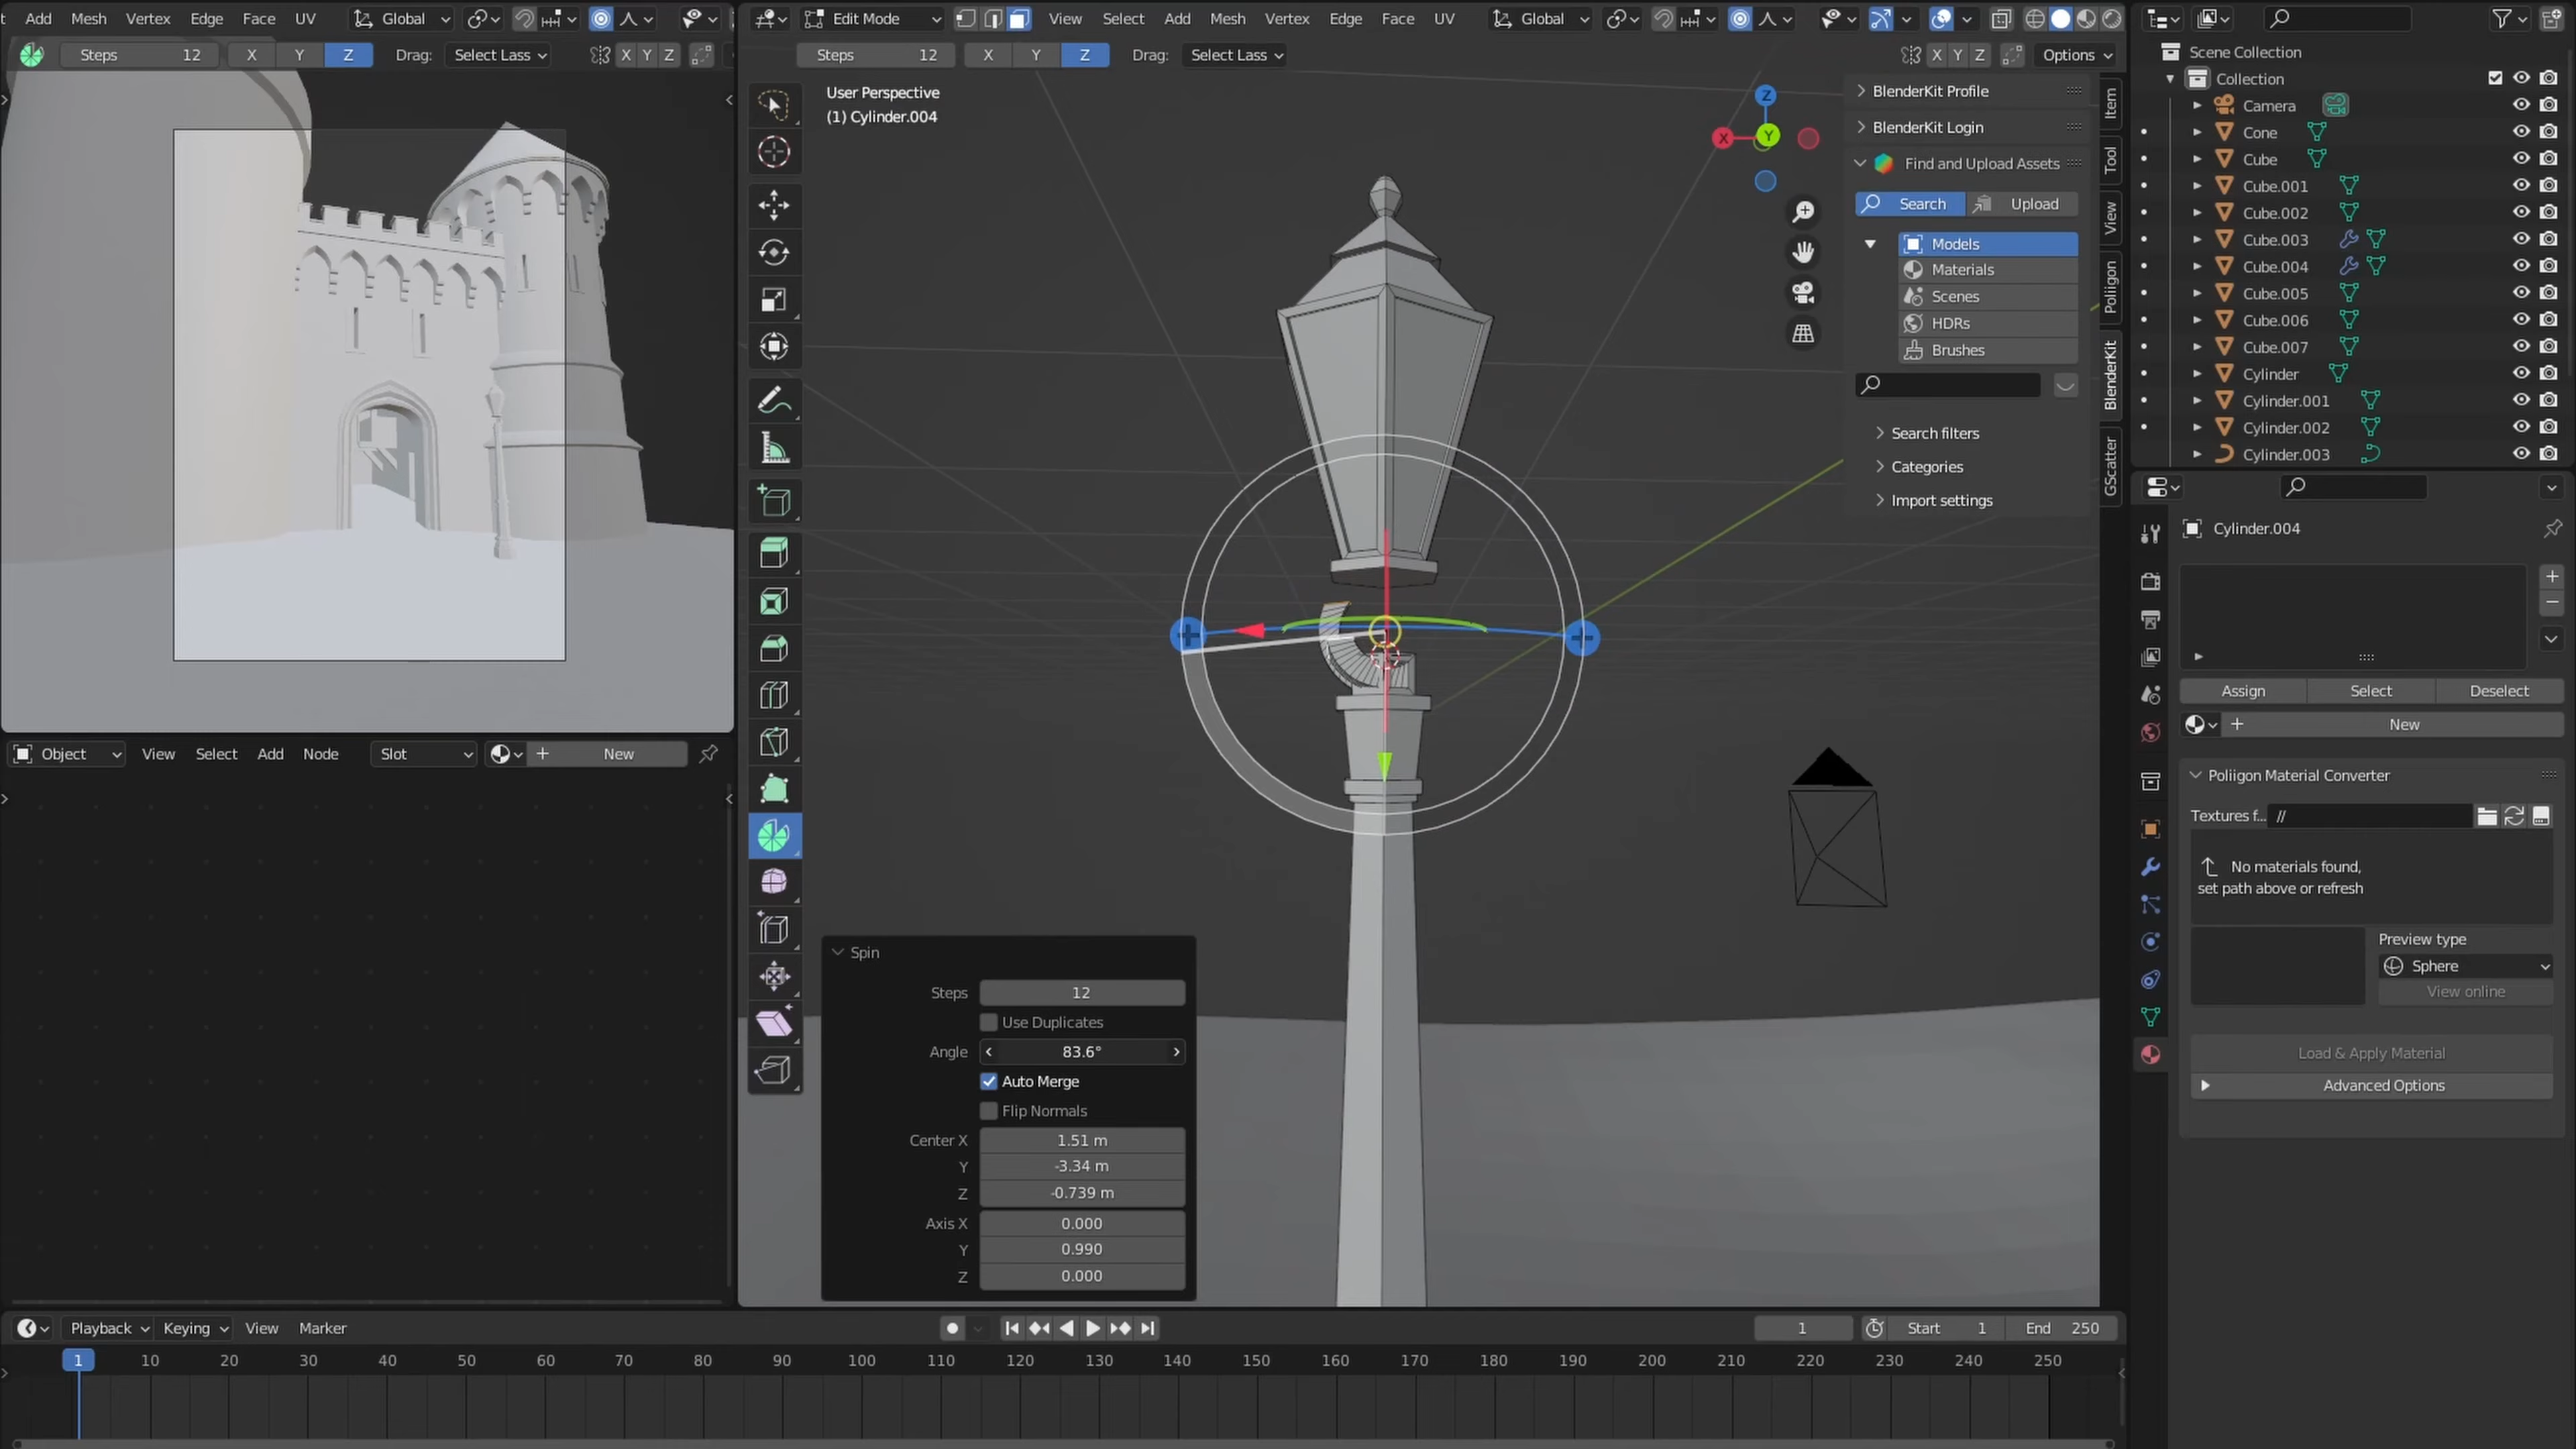 Add Mesh Vertex Edge Face UV Global
Steps 12 X Y Z Drag: Select Lass X Y Z
Edit Mode View Select Add Mesh Vertex Edge Face UV Global
Steps 12 X Y Z Drag: Select Lass X Y Z Options
User Perspective
(1) Cylinder.004
Z
X
Y
BlenderKit Profile
BlenderKit Login
Find and Upload Assets
Search Upload
Models
Materials
Scenes
HDRs
Brushes
Search filters
Categories
Import settings
Item
Tool
View
Poliigon
BlenderKit
GScatter
Scene Collection
Collection
Camera
Cone
Cube
Cube.001
Cube.002
Cube.003
Cube.004
Cube.005
Cube.006
Cube.007
Cylinder
Cylinder.001
Cylinder.002
Cylinder.003
Cylinder.004
Assign Select Deselect
New
Poliigon Material Converter
Textures f... //
No materials found,
set path above or refresh
Preview type
Sphere
View online
Load & Apply Material
Advanced Options
Object View Select Add Node Slot New
Spin
Steps 12
Use Duplicates
Angle 83.6°
Auto Merge
Flip Normals
Center X 1.51 m
Y -3.34 m
Z -0.739 m
Axis X 0.000
Y 0.990
Z 0.000
Playback Keying View Marker
1 Start 1 End 250
1 10 20 30 40 50 60 70 80 90 100 110 120 130 140 150 160 170 180 190 200 210 220 230 240 250